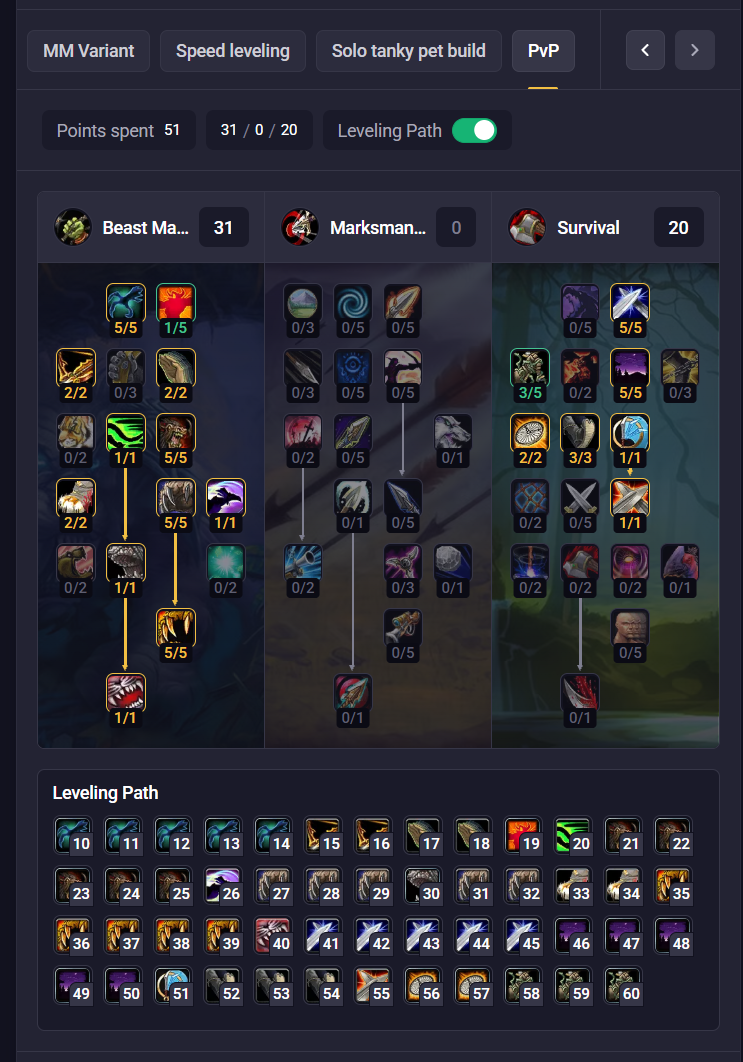 MM Variant Speed leveling Solo tanky pet build PvP
Points spent 51 31 / 0 / 20 Leveling Path
Beast Ma... 31 Marksman... 0 Survival 20
5/5 1/5 0/3 0/5 0/5 0/5 5/5
2/2 0/3 2/2 0/3 0/5 0/5 3/5 0/2 5/5 0/3
0/2 1/1 5/5 0/2 0/5 0/1 2/2 3/3 1/1
2/2 5/5 1/1 0/1 0/5 0/2 0/5 1/1
0/2 1/1 0/2 0/2 0/3 0/1 0/2 0/2 0/2 0/1
5/5 0/5 0/5
1/1 0/1 0/1
Leveling Path
10 11 12 13 14 15 16 17 18 19 20 21 22
23 24 25 26 27 28 29 30 31 32 33 34 35
36 37 38 39 40 41 42 43 44 45 46 47 48
49 50 51 52 53 54 55 56 57 58 59 60